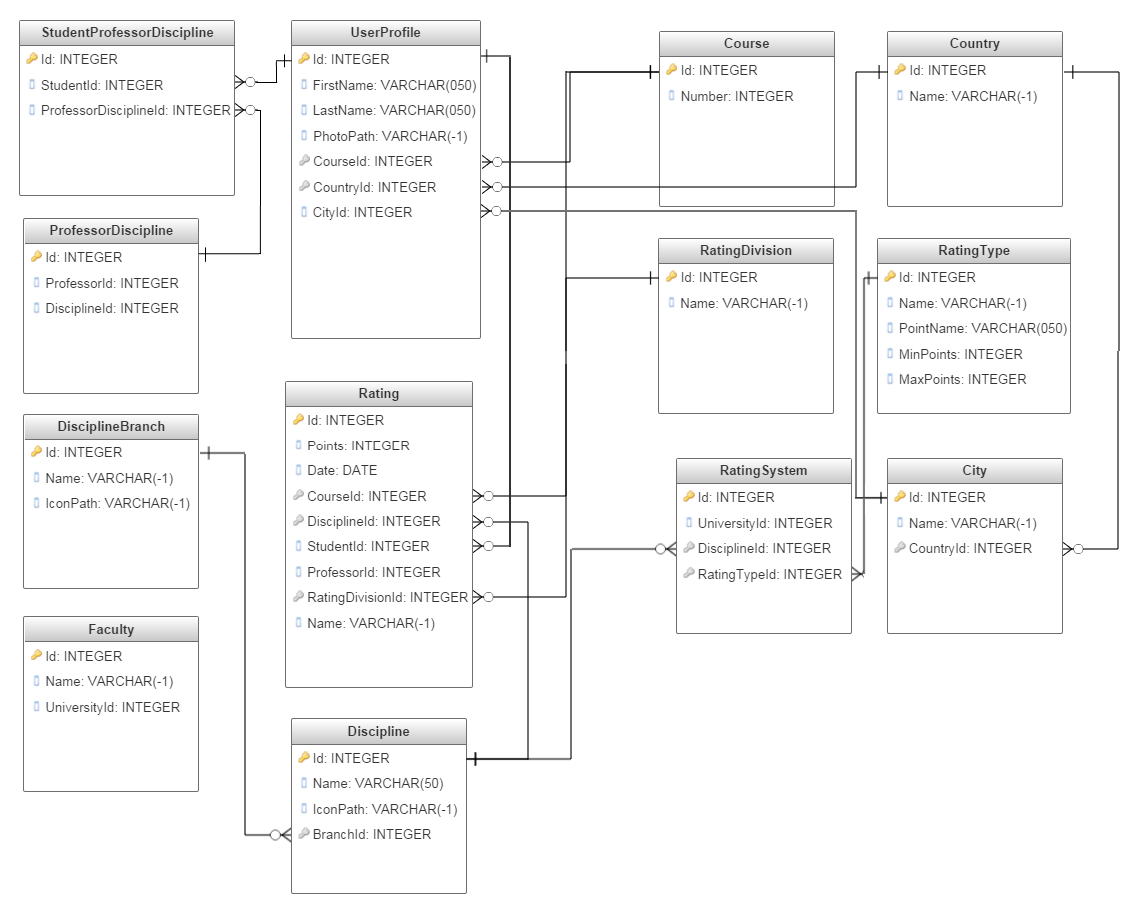 StudentProfessorDiscipline
Id: INTEGER
StudentId: INTEGER
ProfessorDisciplineId: INTEGER
UserProfile
Id: INTEGER
FirstName: VARCHAR(050)
LastName: VARCHAR(050)
PhotoPath: VARCHAR(-1)
CourseId: INTEGER
CountryId: INTEGER
CityId: INTEGER
Course
Id: INTEGER
Number: INTEGER
Country
Id: INTEGER
Name: VARCHAR(-1)
ProfessorDiscipline
Id: INTEGER
ProfessorId: INTEGER
DisciplineId: INTEGER
RatingDivision
Id: INTEGER
Name: VARCHAR(-1)
RatingType
Id: INTEGER
Name: VARCHAR(-1)
PointName: VARCHAR(050)
MinPoints: INTEGER
MaxPoints: INTEGER
Rating
Id: INTEGER
Points: INTEGER
Date: DATE
CourseId: INTEGER
DisciplineId: INTEGER
StudentId: INTEGER
ProfessorId: INTEGER
RatingDivisionId: INTEGER
Name: VARCHAR(-1)
DisciplineBranch
Id: INTEGER
Name: VARCHAR(-1)
IconPath: VARCHAR(-1)
RatingSystem
Id: INTEGER
UniversityId: INTEGER
DisciplineId: INTEGER
RatingTypeId: INTEGER
City
Id: INTEGER
Name: VARCHAR(-1)
CountryId: INTEGER
Faculty
Id: INTEGER
Name: VARCHAR(-1)
UniversityId: INTEGER
Discipline
Id: INTEGER
Name: VARCHAR(50)
IconPath: VARCHAR(-1)
BranchId: INTEGER